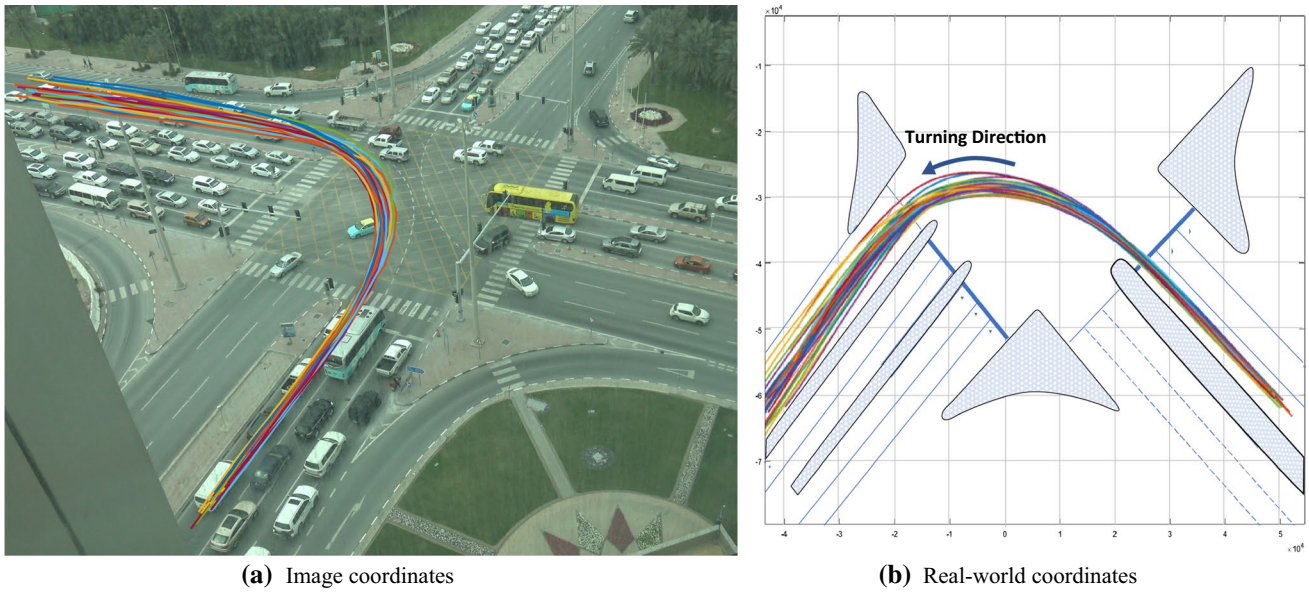 ×10⁴
-1
-2
Turning Direction
-3
-4
-5
-6
-7
-4 -3 -2 -1 0 1 2 3 4 5
×10⁴
(a) Image coordinates
(b) Real-world coordinates